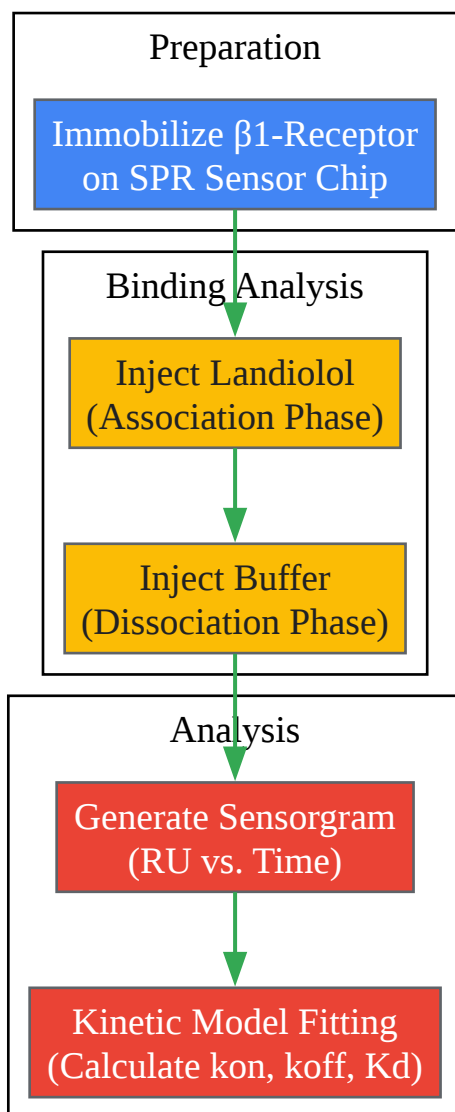 Preparation
Immobilize β1-Receptor
on SPR Sensor Chip
Binding Analysis
Inject Landiolol
(Association Phase)
Inject Buffer
(Dissociation Phase)
Analysis
Generate Sensorgram
(RU vs. Time)
Kinetic Model Fitting
(Calculate kon, koff, Kd)